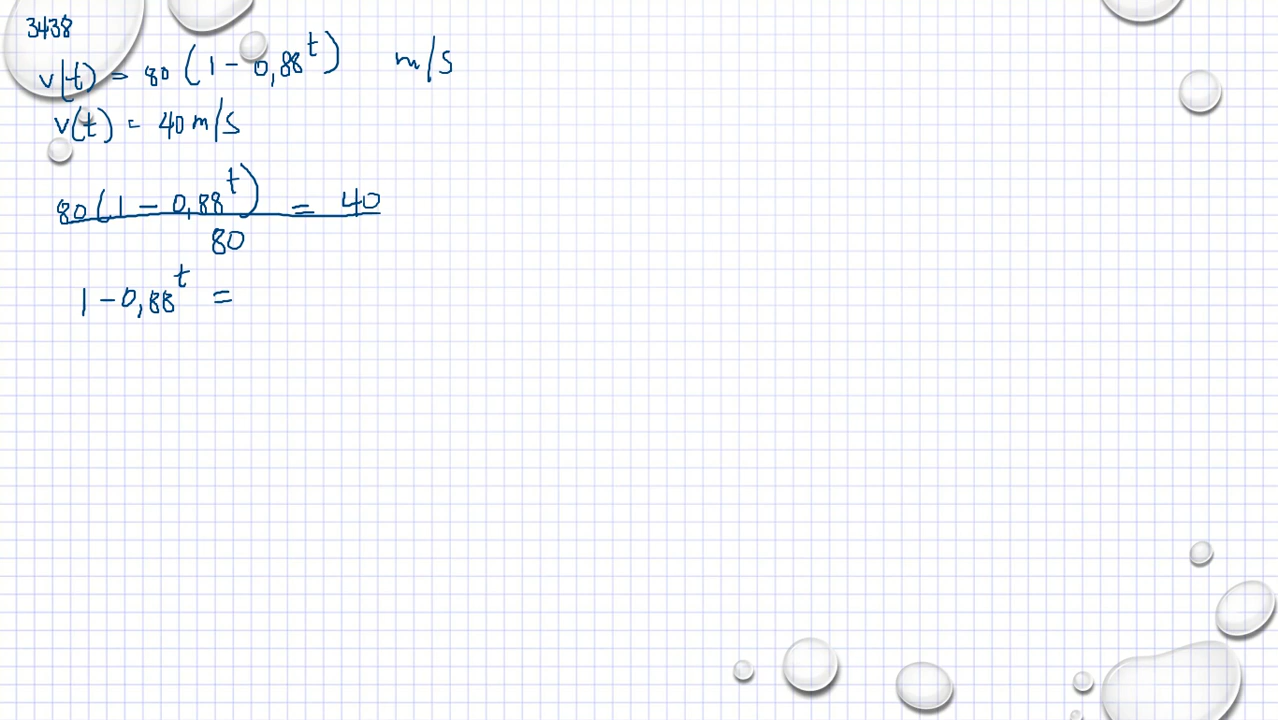 3438
v(t) = 80 (1 - 0,88^t) m/s
v(t) = 40 m/s
80(1 - 0,88^t) = 40
80
1 - 0,88^t =